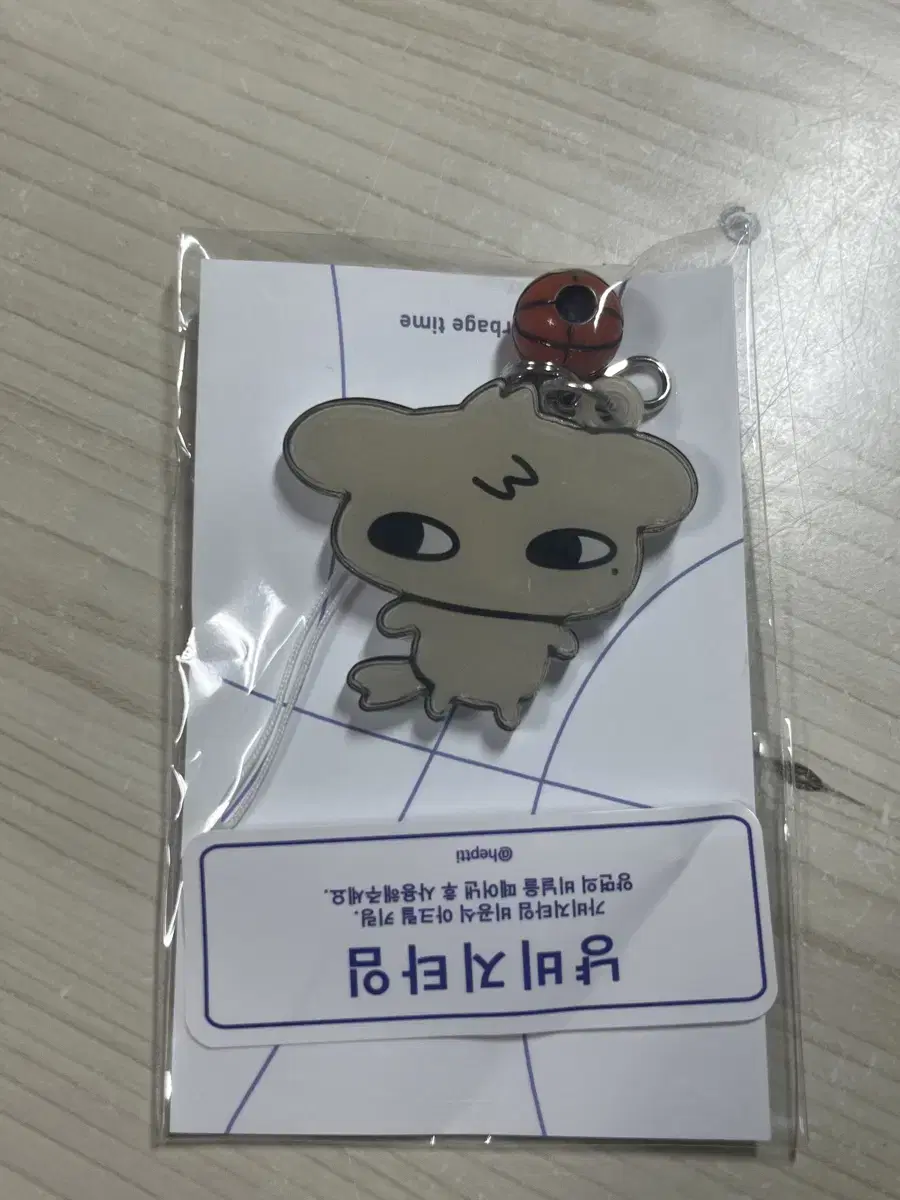 냥비지타임
가비지타임 비공식 아크릴 키링.
양면의 비닐을 떼어낸 후 사용해주세요.
@heptti
rbage time